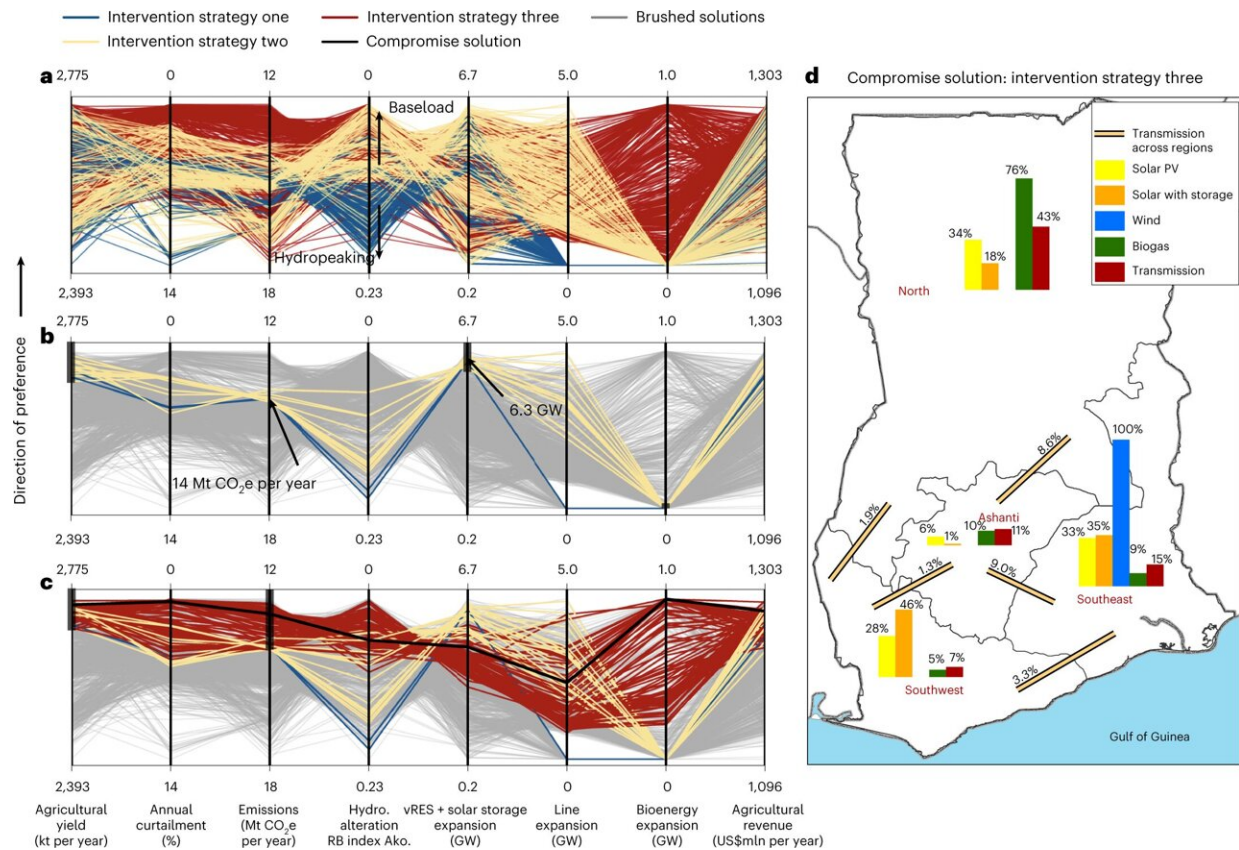 Intervention strategy one
Intervention strategy three
Brushed solutions
Intervention strategy two
Compromise solution
a
2,775 0 12 0 6.7 5.0 1.0 1,303
Baseload
Hydropeaking
2,393 14 18 0.23 0.2 0 0 1,096
b
2,775 0 12 0 6.7 5.0 1.0 1,303
6.3 GW
14 Mt CO2e per year
2,393 14 18 0.23 0.2 0 0 1,096
c
2,775 0 12 0 6.7 5.0 1.0 1,303
2,393 14 18 0.23 0.2 0 0 1,096
Direction of preference
Agricultural
yield
(kt per year)
Annual
curtailment
(%)
Emissions
(Mt CO2e
per year)
Hydro.
alteration
RB index Ako.
vRES + solar storage
expansion
(GW)
Line
expansion
(GW)
Bioenergy
expansion
(GW)
Agricultural
revenue
(US$mln per year)
d Compromise solution: intervention strategy three
Transmission
across regions
Solar PV
Solar with storage
Wind
Biogas
Transmission
34%
18%
76%
43%
North
8.6%
100%
1.9%
6%
1%
Ashanti
10%
11%
33%
35%
9%
15%
Southeast
1.3%
9.0%
28%
46%
5%
7%
Southwest
3.3%
Gulf of Guinea